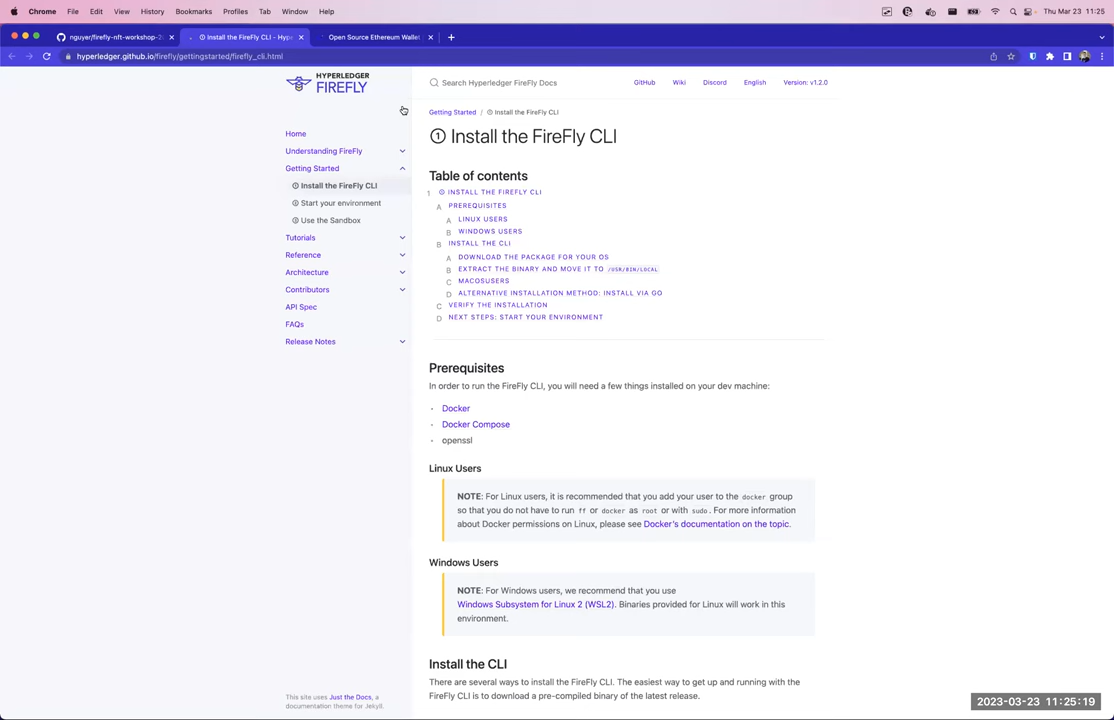 Chrome File Edit View History Bookmarks Profiles Tab Window Help
Thu Mar 23 11:25
nguyer/firefly-nft-workshop-2
Install the FireFly CLI - Hype
Open Source Ethereum Wallet
hyperledger.github.io/firefly/gettingstarted/firefly_cli.html
HYPERLEDGER
FIREFLY
Search Hyperledger FireFly Docs
GitHub Wiki Discord English Version: v1.2.0
Home
Understanding FireFly
Getting Started
① Install the FireFly CLI
② Start your environment
③ Use the Sandbox
Tutorials
Reference
Architecture
Contributors
API Spec
FAQs
Release Notes
This site uses Just the Docs, a
documentation theme for Jekyll.
Getting Started / ① Install the FireFly CLI
① Install the FireFly CLI
Table of contents
1 ① INSTALL THE FIREFLY CLI
A PREREQUISITES
A LINUX USERS
B WINDOWS USERS
B INSTALL THE CLI
A DOWNLOAD THE PACKAGE FOR YOUR OS
B EXTRACT THE BINARY AND MOVE IT TO /USR/BIN/LOCAL
C MACOSUSERS
D ALTERNATIVE INSTALLATION METHOD: INSTALL VIA GO
C VERIFY THE INSTALLATION
D NEXT STEPS: START YOUR ENVIRONMENT
Prerequisites
In order to run the FireFly CLI, you will need a few things installed on your dev machine:
Docker
Docker Compose
openssl
Linux Users
NOTE: For Linux users, it is recommended that you add your user to the docker group
so that you do not have to run ff or docker as root or with sudo. For more information
about Docker permissions on Linux, please see Docker's documentation on the topic.
Windows Users
NOTE: For Windows users, we recommend that you use
Windows Subsystem for Linux 2 (WSL2). Binaries provided for Linux will work in this
environment.
Install the CLI
There are several ways to install the FireFly CLI. The easiest way to get up and running with the
FireFly CLI is to download a pre-compiled binary of the latest release.
2023-03-23 11:25:19